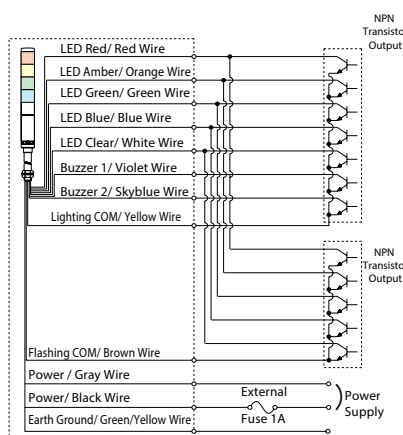 NPN
Transisto
Output
LED Red/ Red Wire
LED Amber/ Orange Wire
LED Green/ Green Wire
LED Blue/ Blue Wire
LED Clear/ White Wire
Buzzer 1/ Violet Wire
Buzzer 2/ Skyblue Wire
Lighting COM/ Yellow Wire
NPN
Transisto
Output
Flashing COM/ Brown Wire
Power / Gray Wire
Power/ Black Wire
External
Fuse 1A
Power
Supply
Earth Ground/ Green/Yellow Wire